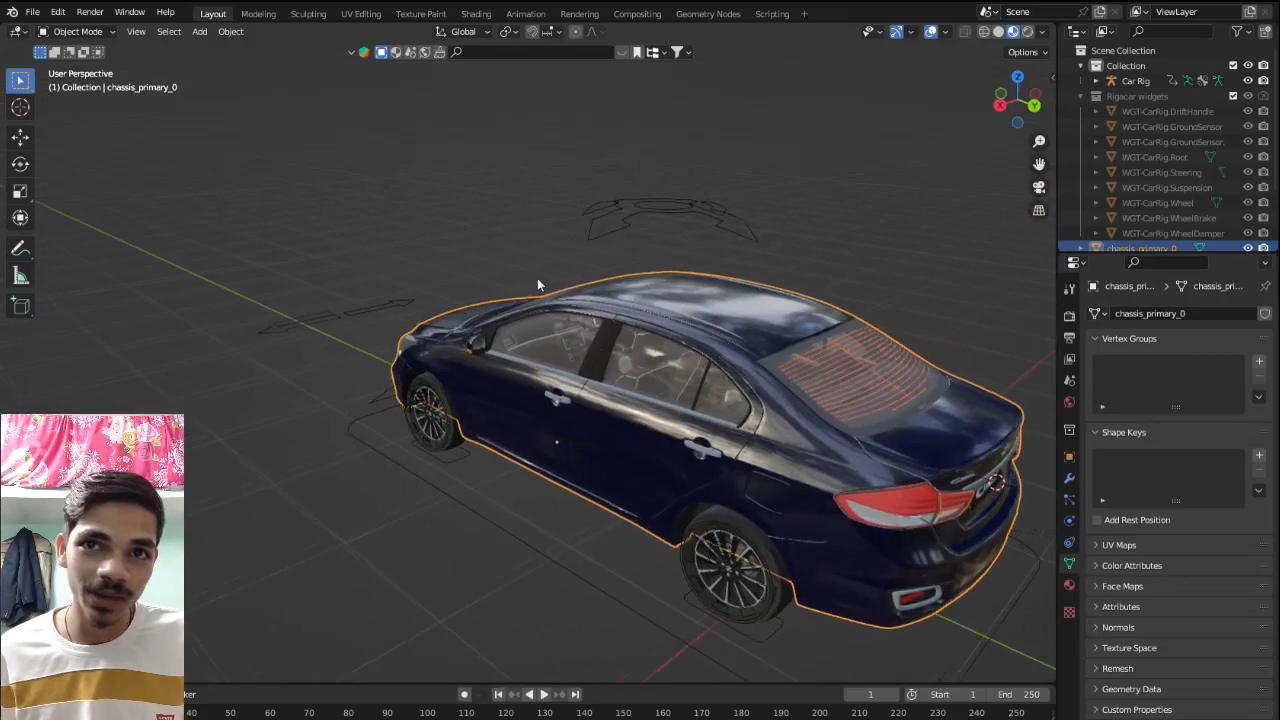 File Edit Render Window Help Layout Modeling Sculpting UV Editing Texture Paint Shading Animation Rendering Compositing Geometry Nodes Scripting Scene ViewLayer
Object Mode View Select Add Object Global
Options
User Perspective
(1) Collection | chassis_primary_0
Z
X
Y
Scene Collection
Collection
Car Rig
Rigacar widgets
WGT-CarRig.DriftHandle
WGT-CarRig.GroundSensor
WGT-CarRig.GroundSensor.
WGT-CarRig.Root
WGT-CarRig.Steering
WGT-CarRig.Suspension
WGT-CarRig.Wheel
WGT-CarRig.WheelBrake
WGT-CarRig.WheelDamper
chassis_primary_0
chassis_pri... chassis_pr...
chassis_primary_0
Vertex Groups
Shape Keys
Add Rest Position
UV Maps
Color Attributes
Face Maps
Attributes
Normals
Texture Space
Remesh
Geometry Data
Custom Properties
rker 1 Start 1 End 250
40 50 60 70 80 90 100 110 120 130 140 150 160 170 180 190 200 210 220 230 240 250